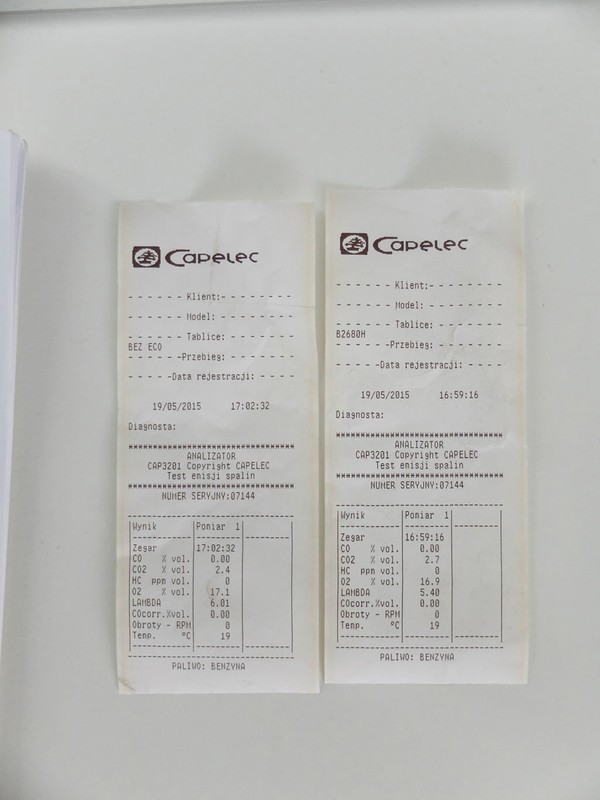 Capelec
- - - - - - Klient:- - - - - - - -
- - - - - - Model: - - - - - - - -
- - - - - - Tablice: - - - - - - -
BEZ ECO
- - - - - -Przebieg: - - - - - - -
- - - - -Data rejestracji: - - - -
19/05/2015 17:02:32
Diagnosta:
**********************************
ANALIZATOR
CAP3201 Copyright CAPELEC
Test emisji spalin
**********************************
NUMER SERYJNY:07144
Wynik Pomiar 1
Zegar 17:02:32
CO % vol. 0.00
CO2 % vol. 2.4
HC ppm vol. 0
O2 % vol. 17.1
LAMBDA 6.01
COcorr.%vol. 0.00
Obroty - RPM 0
Temp. ºC 19
PALIWO: BENZYNA
Capelec
- - - - - - Klient:- - - - - - - -
- - - - - - Model: - - - - - - - -
- - - - - - Tablice: - - - - - - -
B2680H
- - - - - -Przebieg: - - - - - - -
- - - - -Data rejestracji: - - - -
19/05/2015 16:59:16
Diagnosta:
**********************************
ANALIZATOR
CAP3201 Copyright CAPELEC
Test emisji spalin
**********************************
NUMER SERYJNY:07144
Wynik Pomiar 1
Zegar 16:59:16
CO % vol. 0.00
CO2 % vol. 2.7
HC ppm vol. 0
O2 % vol. 16.9
LAMBDA 5.40
COcorr.%vol. 0.00
Obroty - RPM 0
Temp. ºC 19
PALIWO: BENZYNA